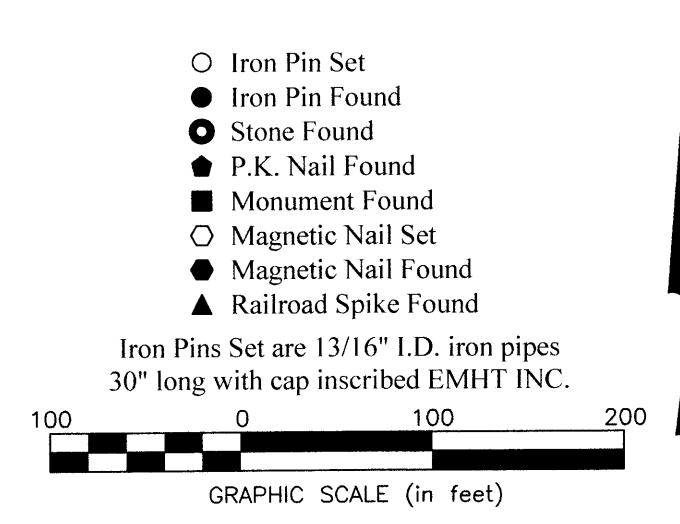 Iron Pin Set
Iron Pin Found
Stone Found
P.K. Nail Found
Monument Found
Magnetic Nail Set
Magnetic Nail Found
Railroad Spike Found
Iron Pins Set are 13/16" I.D. iron pipes
30" long with cap inscribed EMHT INC.
100 0 100 200
GRAPHIC SCALE (in feet)